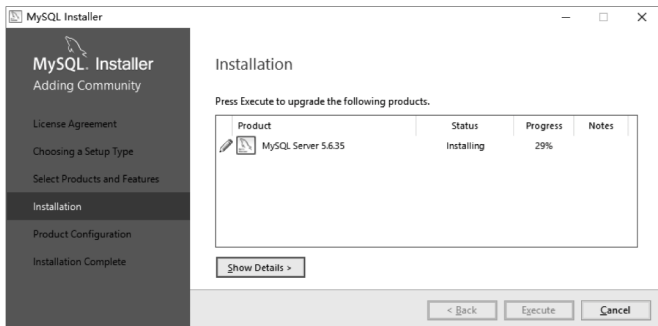 MySQL Installer
MySQL. Installer
Adding Community
License Agreement
Choosing a Setup Type
Select Products and Features
Installation
Product Configuration
Installation Complete
Installation
Press Execute to upgrade the following products.
Product Status Progress Notes
MySQL Server 5.6.35 Installing 29%
Show Details >
< Back Execute Cancel